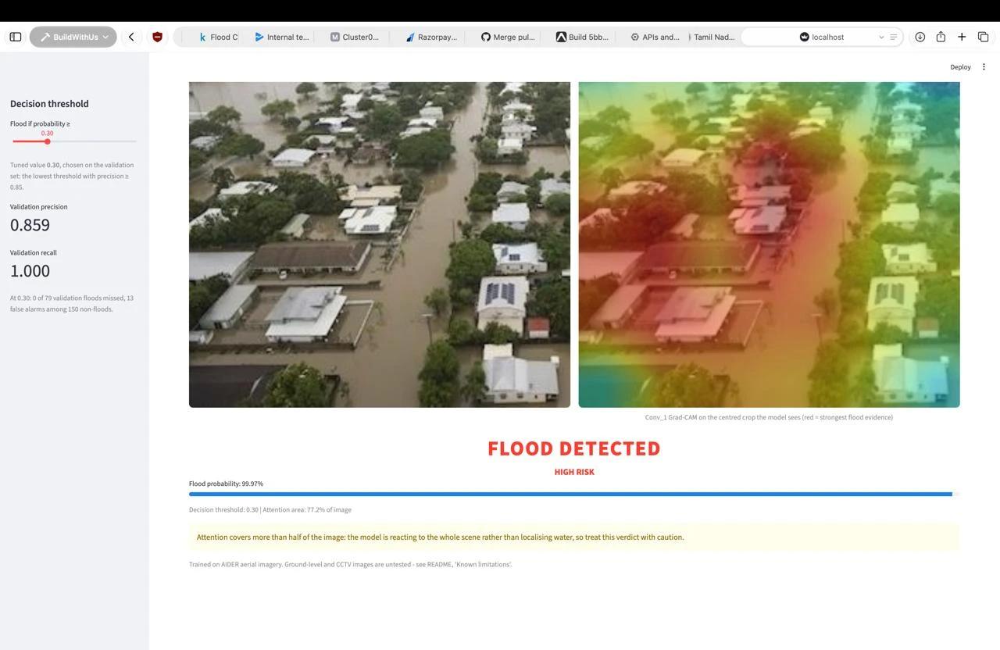 BuildWithUs
Flood C
Internal te...
Cluster0...
Razorpay...
Merge pul...
Build 5bb...
APIs and...
Tamil Nad...
localhost
Deploy
Decision threshold
Flood if probability ≥
0.30
Tuned value 0.30, chosen on the validation
set: the lowest threshold with precision ≥
0.85.
Validation precision
0.859
Validation recall
1.000
At 0.30: 0 of 79 validation floods missed, 13
false alarms among 150 non-floods.
Conv_1 Grad-CAM on the centred crop the model sees (red = strongest flood evidence)
FLOOD DETECTED
HIGH RISK
Flood probability: 99.97%
Decision threshold: 0.30 | Attention area: 77.2% of image
Attention covers more than half of the image: the model is reacting to the whole scene rather than localising water, so treat this verdict with caution.
Trained on AIDER aerial imagery. Ground-level and CCTV images are untested - see README, 'Known limitations'.